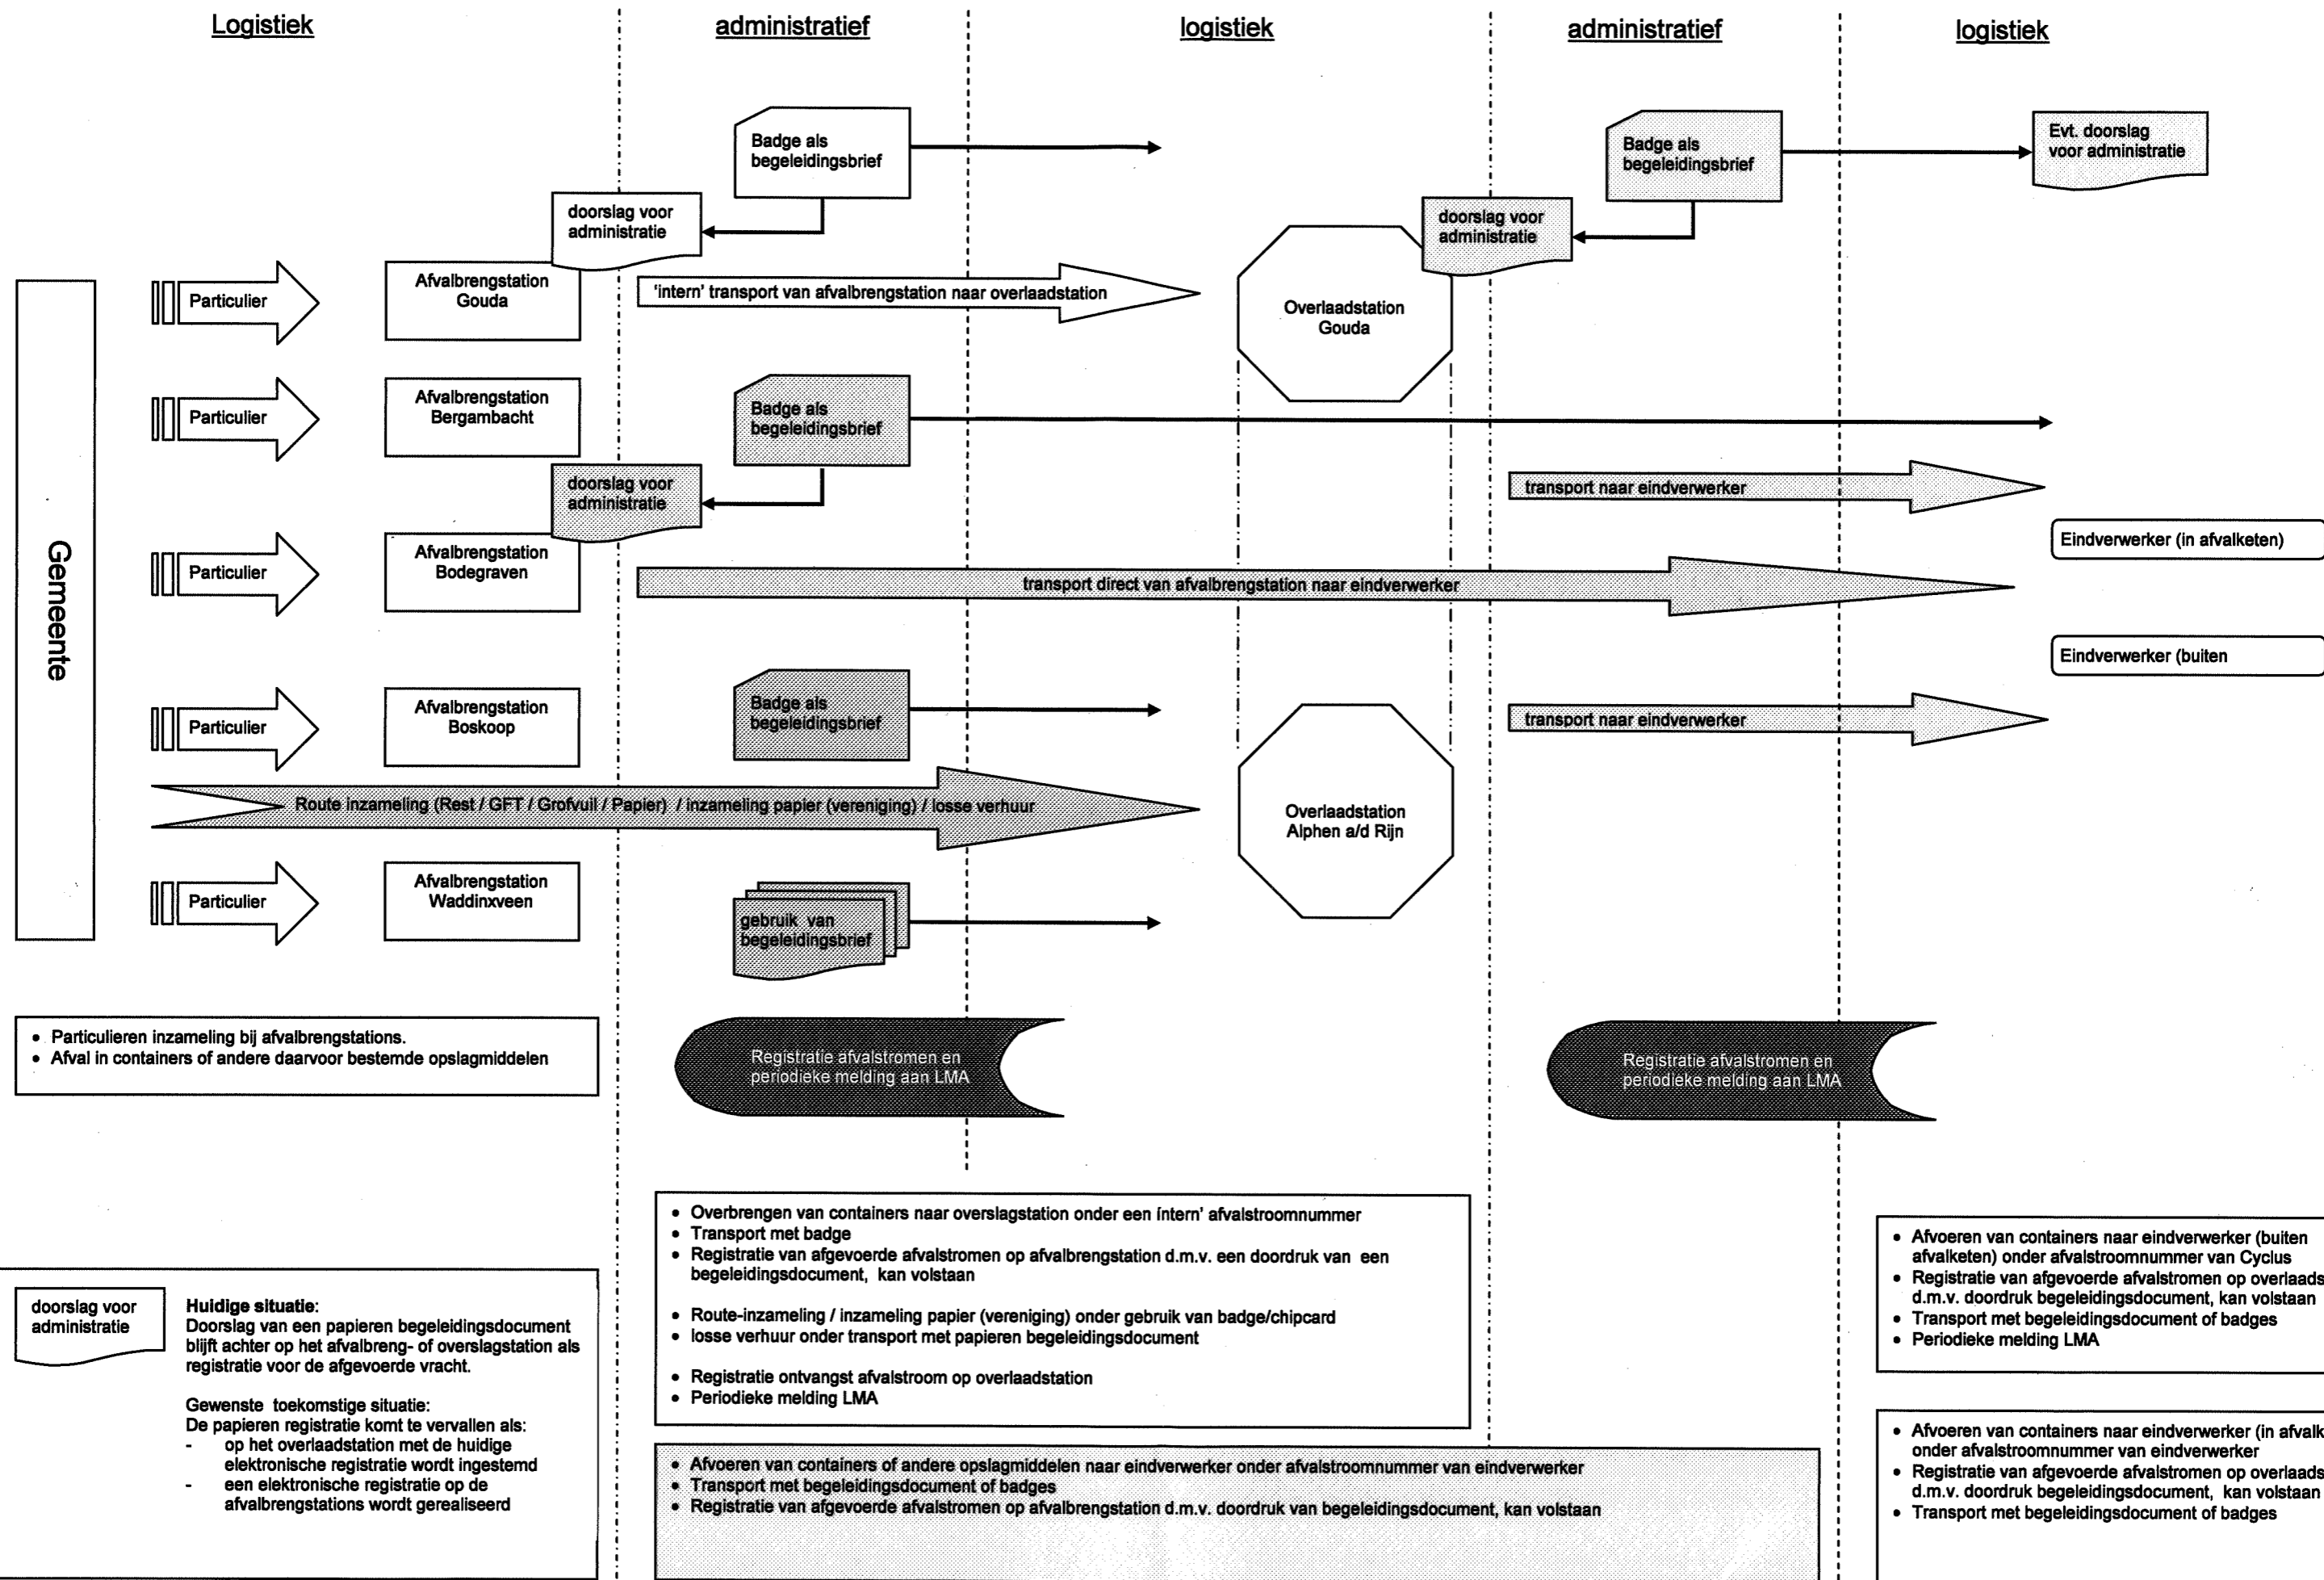 Logistiek
administratief
logistiek
administratief
logistiek
Badge als
begeleidingsbrief
Badge als
begeleidingsbrief
Evt. doorslag
voor administratie
doorslag voor
administratie
doorslag voor
administratie
Gemeente
Particulier
Afvalbrengstation
Gouda
'intern' transport van afvalbrengstation naar overlaadstation
Overlaadstation
Gouda
Particulier
Afvalbrengstation
Bergambacht
Badge als
begeleidingsbrief
doorslag voor
administratie
transport naar eindverwerker
Particulier
Afvalbrengstation
Bodegraven
Eindverwerker (in afvalketen)
transport direct van afvalbrengstation naar eindverwerker
Eindverwerker (buiten
Particulier
Afvalbrengstation
Boskoop
Badge als
begeleidingsbrief
transport naar eindverwerker
Route inzameling (Rest / GFT / Grofvuil / Papier) / inzameling papier (vereniging) / losse verhuur
Overlaadstation
Alphen a/d Rijn
Particulier
Afvalbrengstation
Waddinxveen
gebruik van
begeleidingsbrief
• Particulieren inzameling bij afvalbrengstations.
• Afval in containers of andere daarvoor bestemde opslagmiddelen
Registratie afvalstromen en
periodieke melding aan LMA
Registratie afvalstromen en
periodieke melding aan LMA
• Overbrengen van containers naar overslagstation onder een íntern' afvalstroomnummer
• Transport met badge
• Registratie van afgevoerde afvalstromen op afvalbrengstation d.m.v. een doordruk van een
begeleidingsdocument, kan volstaan
• Route-inzameling / inzameling papier (vereniging) onder gebruik van badge/chipcard
• losse verhuur onder transport met papieren begeleidingsdocument
• Registratie ontvangst afvalstroom op overlaadstation
• Periodieke melding LMA
• Afvoeren van containers naar eindverwerker (buiten
afvalketen) onder afvalstroomnummer van Cyclus
• Registratie van afgevoerde afvalstromen op overlaads
d.m.v. doordruk begeleidingsdocument, kan volstaan
• Transport met begeleidingsdocument of badges
• Periodieke melding LMA
doorslag voor
administratie
Huidige situatie:
Doorslag van een papieren begeleidingsdocument
blijft achter op het afvalbreng- of overslagstation als
registratie voor de afgevoerde vracht.
Gewenste toekomstige situatie:
De papieren registratie komt te vervallen als:
- op het overlaadstation met de huidige
elektronische registratie wordt ingestemd
- een elektronische registratie op de
afvalbrengstations wordt gerealiseerd
• Afvoeren van containers of andere opslagmiddelen naar eindverwerker onder afvalstroomnummer van eindverwerker
• Transport met begeleidingsdocument of badges
• Registratie van afgevoerde afvalstromen op afvalbrengstation d.m.v. doordruk van begeleidingsdocument, kan volstaan
• Afvoeren van containers naar eindverwerker (in afvalk
onder afvalstroomnummer van eindverwerker
• Registratie van afgevoerde afvalstromen op overlaads
d.m.v. doordruk begeleidingsdocument, kan volstaan
• Transport met begeleidingsdocument of badges